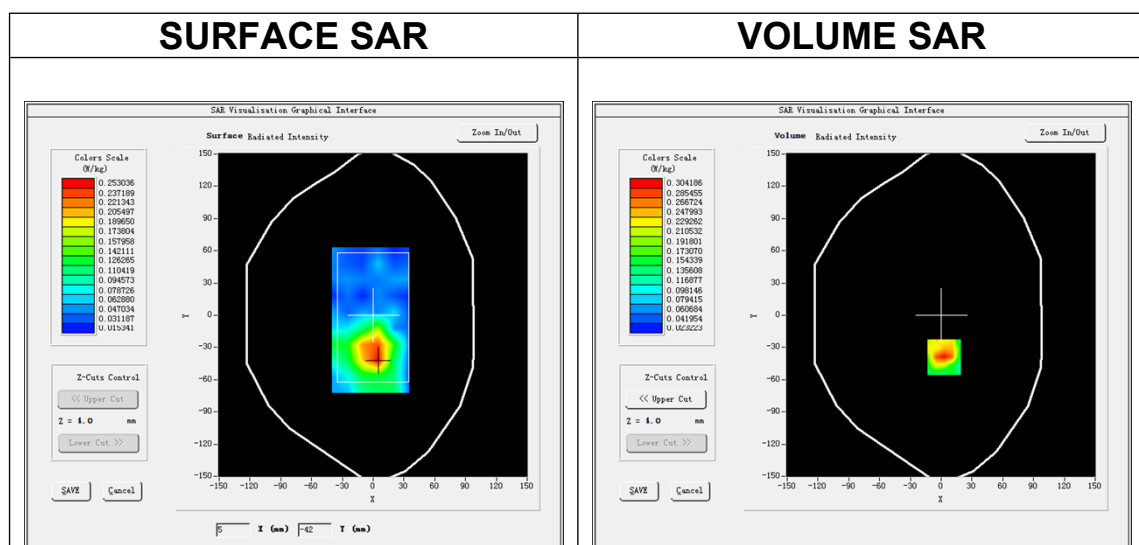 SURFACE SAR
VOLUME SAR
SAR Visualisation Graphical Interface
Surface Radiated Intensity
Zoom In/Out
Colors Scale
(W/kg)
0.253036
0.237189
0.221343
0.205497
0.189650
0.173804
0.157958
0.142111
0.126265
0.110419
0.094573
0.078726
0.062880
0.047034
0.031187
0.015341
150
120
90
60
30
0
-30
-60
-90
-120
-150
Y
-150 -120 -90 -60 -30 0 30 60 90 120 150
X
Z-Cuts Control
<< Upper Cut
Z = 4.0 mm
Lower Cut >>
SAVE Cancel
5 X (mm) -42 Y (mm)
SAR Visualisation Graphical Interface
Volume Radiated Intensity
Zoom In/Out
Colors Scale
(W/kg)
0.304186
0.285455
0.266724
0.247993
0.229262
0.210532
0.191801
0.173070
0.154339
0.135608
0.116877
0.098146
0.079415
0.060684
0.041954
0.023223
150
120
90
60
30
0
-30
-60
-90
-120
-150
Y
-150 -120 -90 -60 -30 0 30 60 90 120 150
X
Z-Cuts Control
<< Upper Cut
Z = 4.0 mm
Lower Cut >>
SAVE Cancel